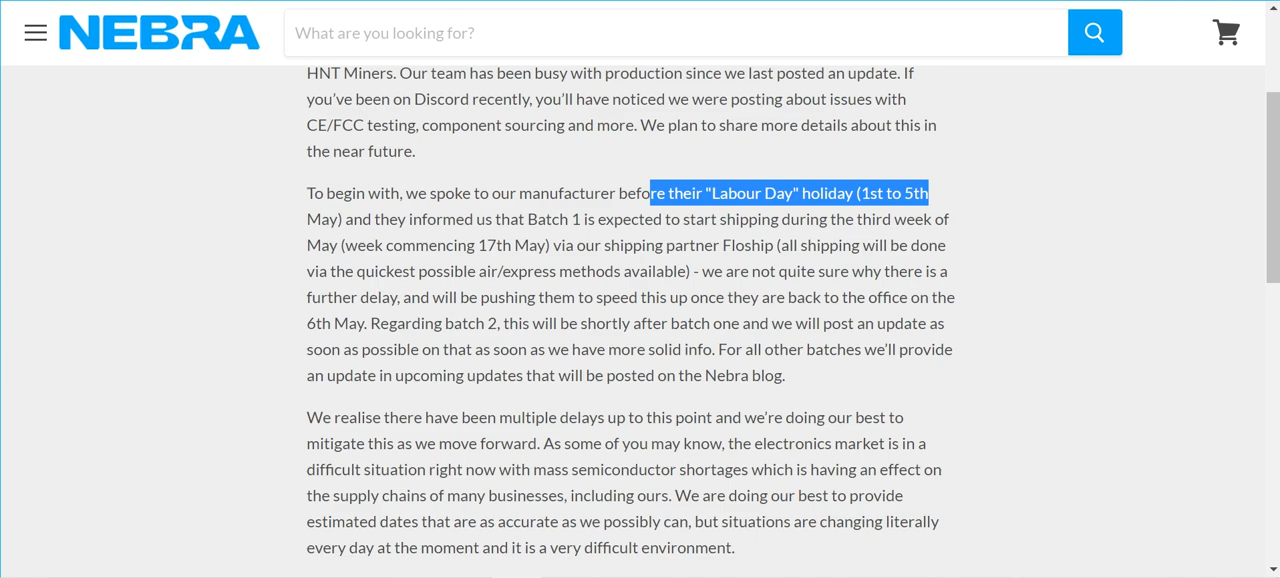 NEBRA
What are you looking for?
HNT Miners. Our team has been busy with production since we last posted an update. If
you’ve been on Discord recently, you’ll have noticed we were posting about issues with
CE/FCC testing, component sourcing and more. We plan to share more details about this in
the near future.
To begin with, we spoke to our manufacturer before their "Labour Day" holiday (1st to 5th
May) and they informed us that Batch 1 is expected to start shipping during the third week of
May (week commencing 17th May) via our shipping partner Floship (all shipping will be done
via the quickest possible air/express methods available) - we are not quite sure why there is a
further delay, and will be pushing them to speed this up once they are back to the office on the
6th May. Regarding batch 2, this will be shortly after batch one and we will post an update as
soon as possible on that as soon as we have more solid info. For all other batches we’ll provide
an update in upcoming updates that will be posted on the Nebra blog.
We realise there have been multiple delays up to this point and we’re doing our best to
mitigate this as we move forward. As some of you may know, the electronics market is in a
difficult situation right now with mass semiconductor shortages which is having an effect on
the supply chains of many businesses, including ours. We are doing our best to provide
estimated dates that are as accurate as we possibly can, but situations are changing literally
every day at the moment and it is a very difficult environment.